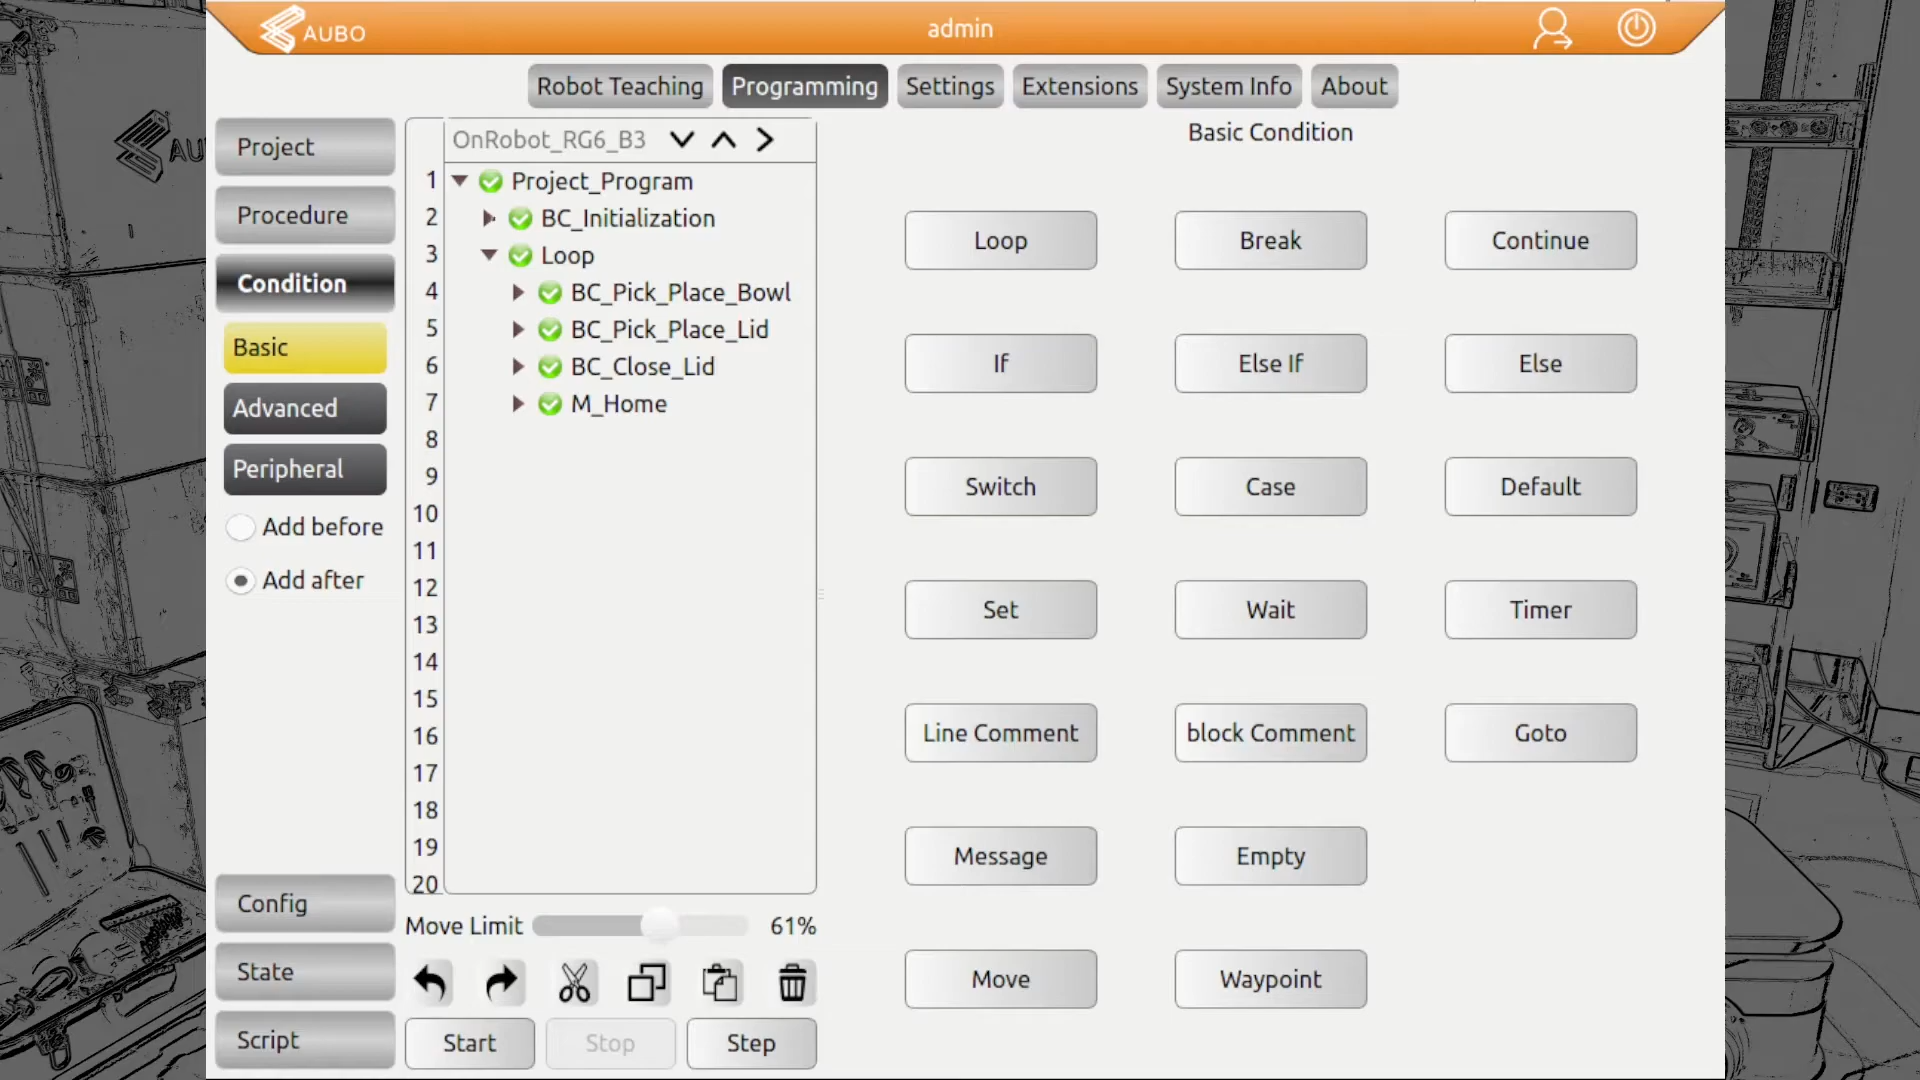 AUBO
admin
Robot Teaching
Programming
Settings
Extensions
System Info
About
Project
Procedure
Condition
Basic
Advanced
Peripheral
Add before
Add after
Config
State
Script
OnRobot_RG6_B3
1 Project_Program
2 BC_Initialization
3 Loop
4 BC_Pick_Place_Bowl
5 BC_Pick_Place_Lid
6 BC_Close_Lid
7 M_Home
8
9
10
11
12
13
14
15
16
17
18
19
20
Move Limit 61%
Start Stop Step
Basic Condition
Loop Break Continue
If Else If Else
Switch Case Default
Set Wait Timer
Line Comment block Comment Goto
Message Empty
Move Waypoint
AU